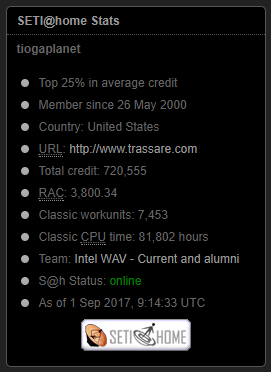 SETI@home Stats
tiogaplanet
Top 25% in average credit
Member since 26 May 2000
Country: United States
URL: http://www.trassare.com
Total credit: 720,555
RAC: 3,800.34
Classic workunits: 7,453
Classic CPU time: 81,802 hours
Team: Intel WAV - Current and alumni
S@h Status: online
As of 1 Sep 2017, 9:14:33 UTC
SETI HOME